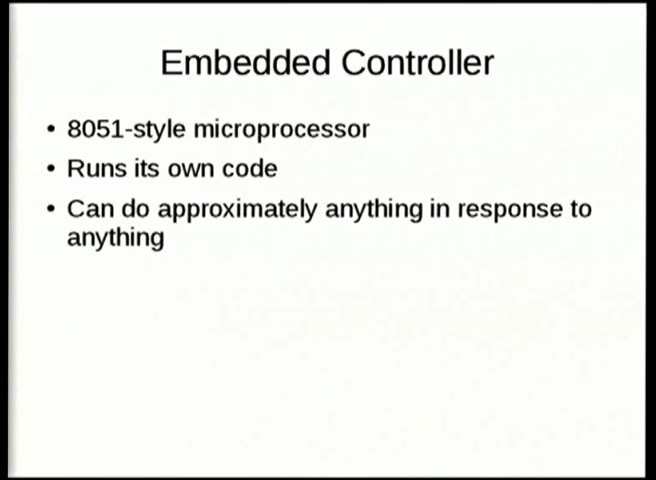 Embedded Controller
• 8051-style microprocessor
• Runs its own code
• Can do approximately anything in response to
anything